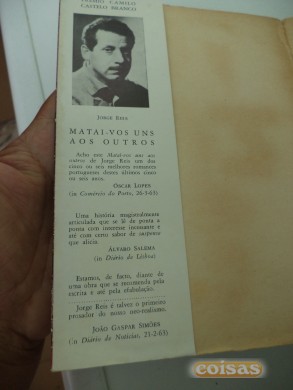 PRÉMIO CAMILO
CASTELO BRANCO
JORGE REIS
MATAI-VOS UNS
AOS OUTROS
Acho este Matai-vos uns aos
outros de Jorge Reis um dos
cinco ou seis melhores romances
portugueses destes últimos cinco
ou seis anos.
ÓSCAR LOPES
(in Comércio do Porto, 26-3-63)
Uma história magistralmente
articulada que se lê de ponta a
ponta com interesse incessante e
até com certo sabor de suspense
que alicia.
ÁLVARO SALEMA
(in Diário de Lisboa)
Estamos, de facto, diante de
uma obra que se recomenda pela
escrita e até pela efabulação.
Jorge Reis é talvez o primeiro
prosador do nosso neo-realismo.
JOÃO GASPAR SIMÕES
(in Diário de Notícias, 21-2-63)
coisas